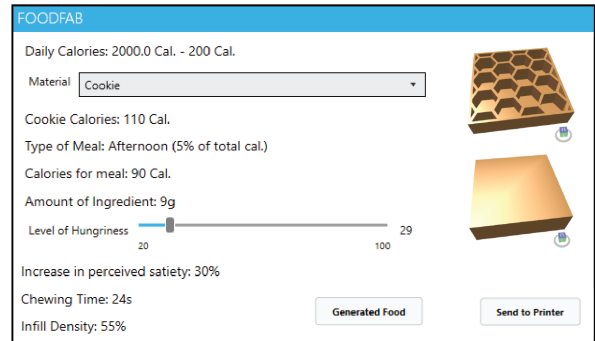 FOODFAB
Daily Calories: 2000.0 Cal. - 200 Cal.
Material Cookie
Cookie Calories: 110 Cal.
Type of Meal: Afternoon (5% of total cal.)
Calories for meal: 90 Cal.
Amount of Ingredient: 9g
Level of Hungriness 29
20 100
Increase in perceived satiety: 30%
Chewing Time: 24s
Infill Density: 55%
Generated Food Send to Printer